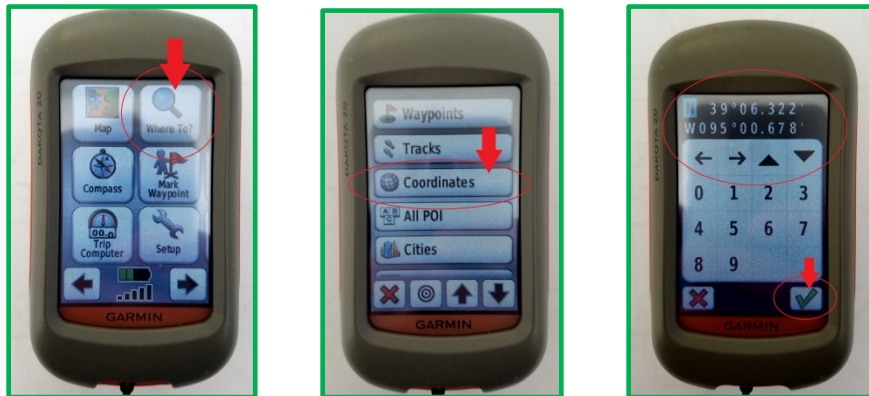 DAKOTA 20
Map
Where To?
Compass
Mark
Waypoint
00.0
Trip
Computer
Setup
GARMIN
DAKOTA 20
Waypoints
Tracks
Coordinates
A B
C
All POI
Cities
GARMIN
DAKOTA 20
N 39°06.322'
W095°00.678'
0 1 2 3
4 5 6 7
8 9
GARMIN